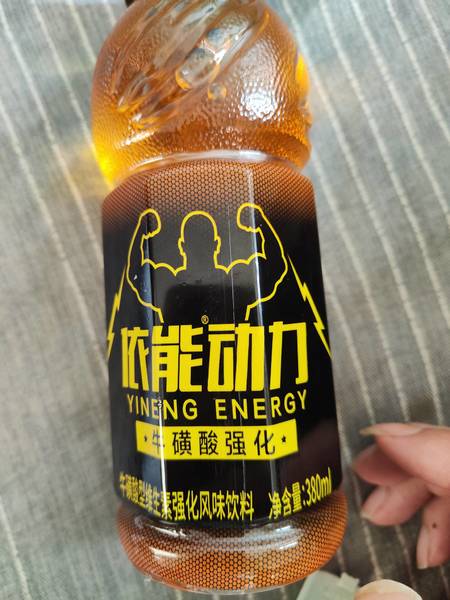 依能动力®
YINENG ENERGY
·牛磺酸强化·
牛磺酸型维生素强化风味饮料 净含量:380ml